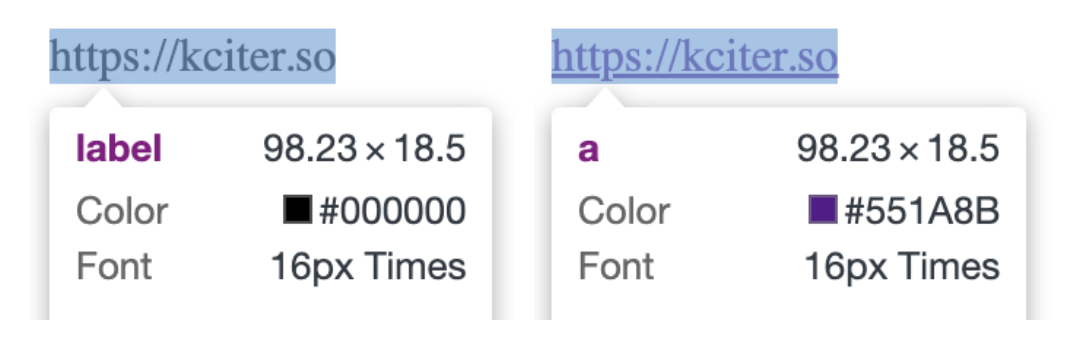 https://kciter.so
label 98.23 × 18.5
Color #000000
Font 16px Times
https://kciter.so
a 98.23 × 18.5
Color #551A8B
Font 16px Times